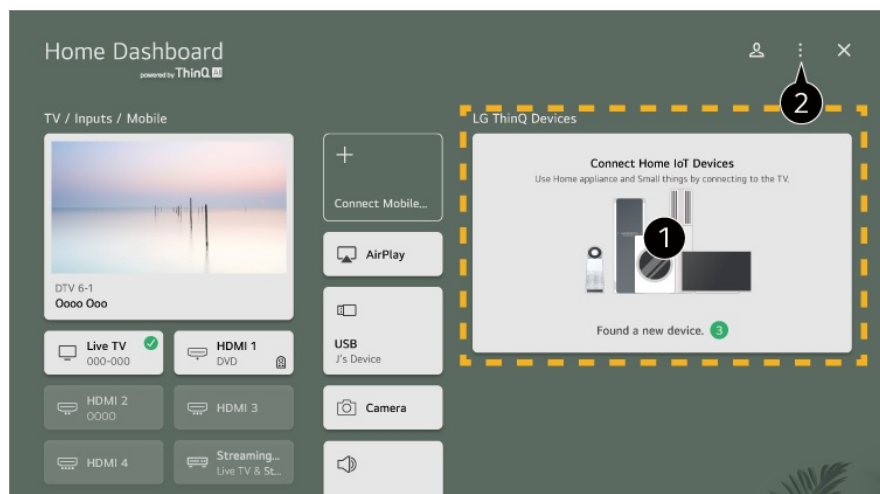 Home Dashboard
powered by ThinQ AI
2
TV / Inputs / Mobile
DTV 6-1
Oooo Ooo
Live TV
000-000
HDMI 1
DVD
HDMI 2
OOOO
HDMI 3
HDMI 4
Streaming...
Live TV & St...
Connect Mobile...
AirPlay
USB
J's Device
Camera
LG ThinQ Devices
Connect Home IoT Devices
Use Home appliance and Small things by connecting to the TV.
1
Found a new device. 3